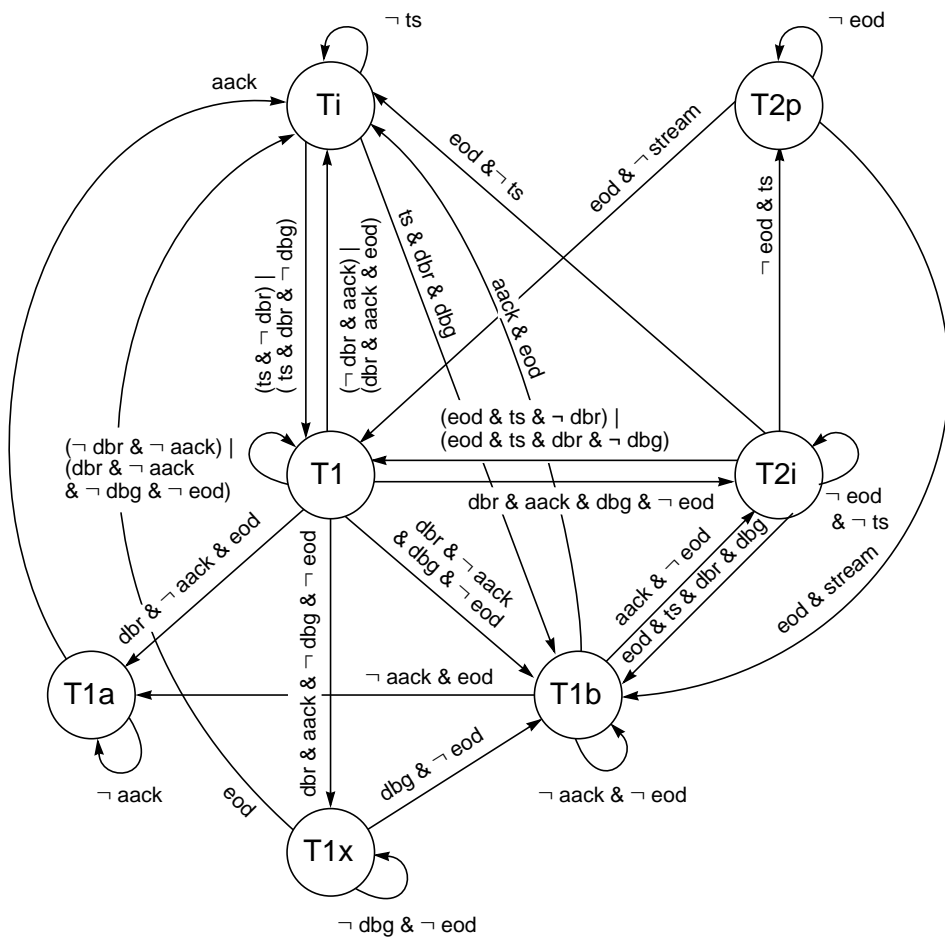 ¬ ts
¬ eod
aack
Ti
T2p
eod &¬ ts
eod & ¬ stream
¬ eod & ts
(ts & ¬ dbr) |
( ts & dbr & ¬ dbg)
(¬ dbr & aack) |
(dbr & aack & eod)
ts & dbr & dbg
aack & eod
(eod & ts & ¬ dbr) |
(eod & ts & dbr & ¬ dbg)
(¬ dbr & ¬ aack) |
(dbr & ¬ aack
& ¬ dbg & ¬ eod)
T1
T2i
dbr & aack & dbg & ¬ eod
¬ eod
& ¬ ts
dbr & ¬ aack & eod
dbr & aack & ¬ dbg & ¬ eod
dbr & ¬ aack
& dbg & ¬ eod
aack & ¬ eod
eod & ts & dbr & dbg
eod & stream
T1a
¬ aack & eod
T1b
¬ aack
eod
dbg & ¬ eod
¬ aack & ¬ eod
T1x
¬ dbg & ¬ eod